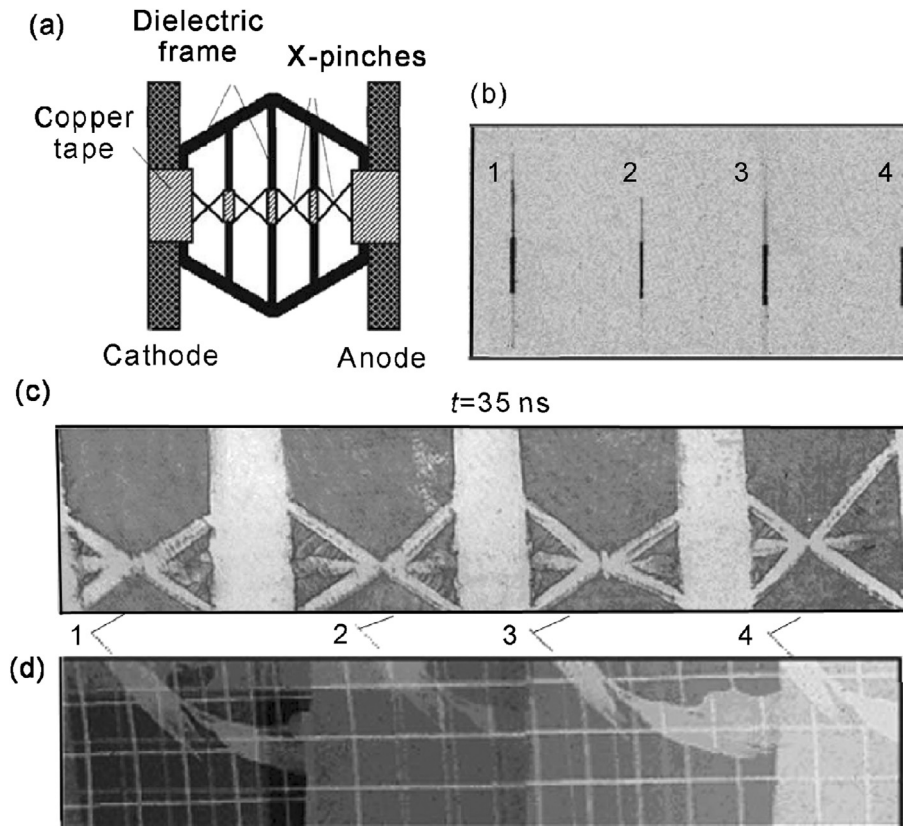 (a)
Dielectric
frame
X-pinches
Copper
tape
Cathode
Anode
(b)
1
2
3
4
(c)
t=35 ns
1
2
3
4
(d)